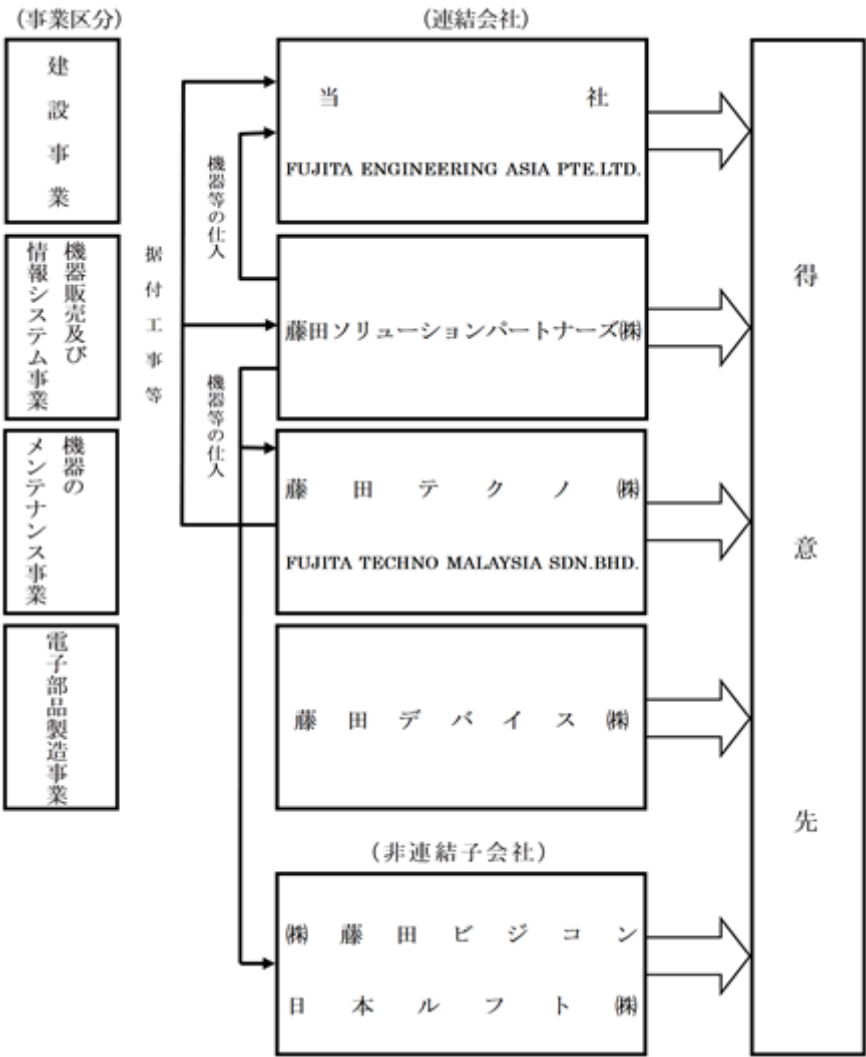 (事業区分)
(連結会社)
建設事業
当社
FUJITA ENGINEERING ASIA PTE.LTD.
機器等の仕入
機器販売及び
情報システム事業
据付工事等
藤田ソリューションパートナーズ㈱
機器等の仕入
機器の
メンテナンス事業
藤田テクノ㈱
FUJITA TECHNO MALAYSIA SDN.BHD.
電子部品製造事業
藤田デバイス㈱
(非連結子会社)
㈱藤田ビジコン
日本ルフト㈱
得意先